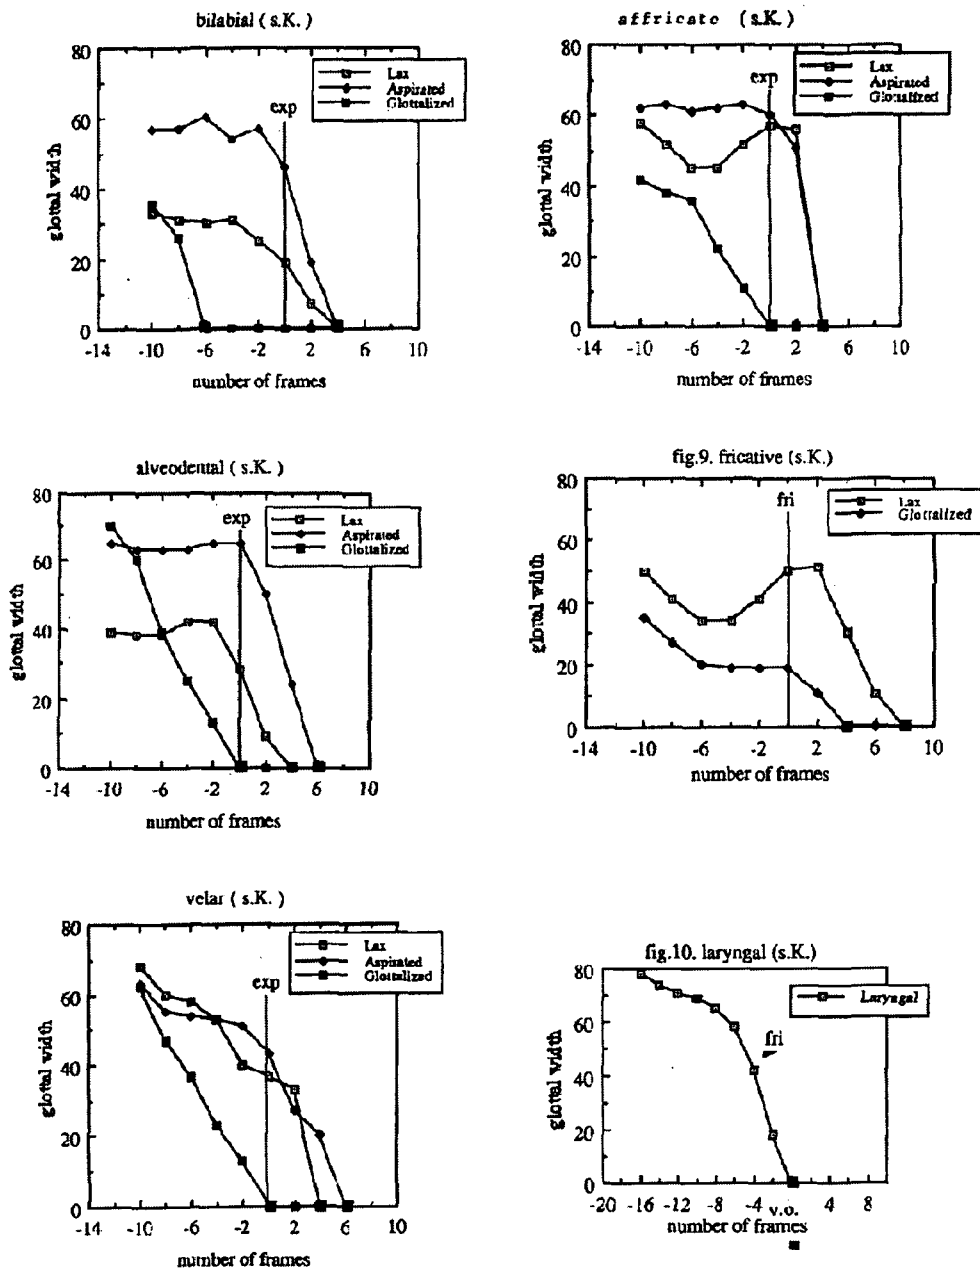 bilabial ( s.K. )
80
60
40
20
0
glottal width
exp
Lax
Aspirated
Glottalized
-14 -10 -6 -2 2 6 10
number of frames
affricate ( s.K.)
80
60
40
20
0
glottal width
exp
Lax
Aspirated
Glottalized
-14 -10 -6 -2 2 6 10
number of frames
alveodental ( s.K. )
80
60
40
20
0
glottal width
exp
Lax
Aspirated
Glottalized
-14 -10 -6 -2 2 6 10
number of frames
fig.9. fricative (s.K.)
80
60
40
20
0
glottal width
fri
Lax
Glottalized
-14 -10 -6 -2 2 6 10
number of frames
velar ( s.K. )
80
60
40
20
0
glottal width
exp
Lax
Aspirated
Glottalized
-14 -10 -6 -2 2 6 10
number of frames
fig.10. laryngal (s.K.)
80
60
40
20
0
glottal width
Laryngal
fri
-20 -16 -12 -8 -4 v.o. 4 8
number of frames